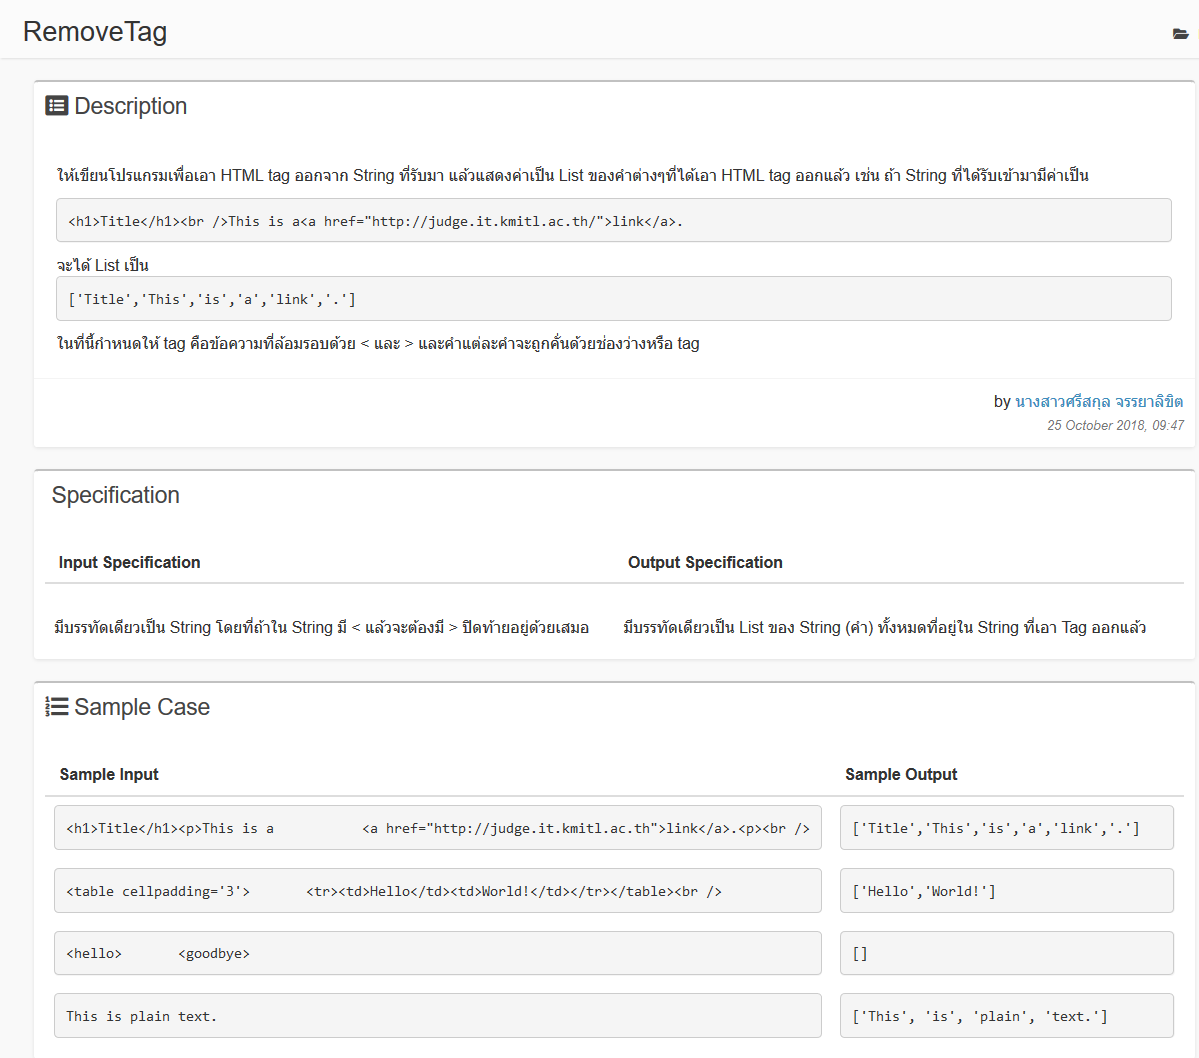 RemoveTag
Description
ให้เขียนโปรแกรมเพื่อเอา HTML tag ออกจาก String ที่รับมา แล้วแสดงค่าเป็น List ของคำต่างๆที่ได้เอา HTML tag ออกแล้ว เช่น ถ้า String ที่ได้รับเข้ามามีค่าเป็น
<h1>Title</h1><br />This is a<a href="http://judge.it.kmitl.ac.th/">link</a>.
จะได้ List เป็น
['Title','This','is','a','link','.']
ในที่นี้กำหนดให้ tag คือข้อความที่ล้อมรอบด้วย < และ > และคำแต่ละคำจะถูกคั่นด้วยช่องว่างหรือ tag
by นางสาวศรีสกุล จรรยาลิขิต
25 October 2018, 09:47
Specification
Input Specification Output Specification
มีบรรทัดเดียวเป็น String โดยที่ถ้าใน String มี < แล้วจะต้องมี > ปิดท้ายอยู่ด้วยเสมอ มีบรรทัดเดียวเป็น List ของ String (คำ) ทั้งหมดที่อยู่ใน String ที่เอา Tag ออกแล้ว
Sample Case
Sample Input Sample Output
<h1>Title</h1><p>This is a           <a href="http://judge.it.kmitl.ac.th">link</a>.<p><br /> ['Title','This','is','a','link','.']
<table cellpadding='3'>       <tr><td>Hello</td><td>World!</td></tr></table><br /> ['Hello','World!']
<hello>       <goodbye> []
This is plain text. ['This', 'is', 'plain', 'text.']